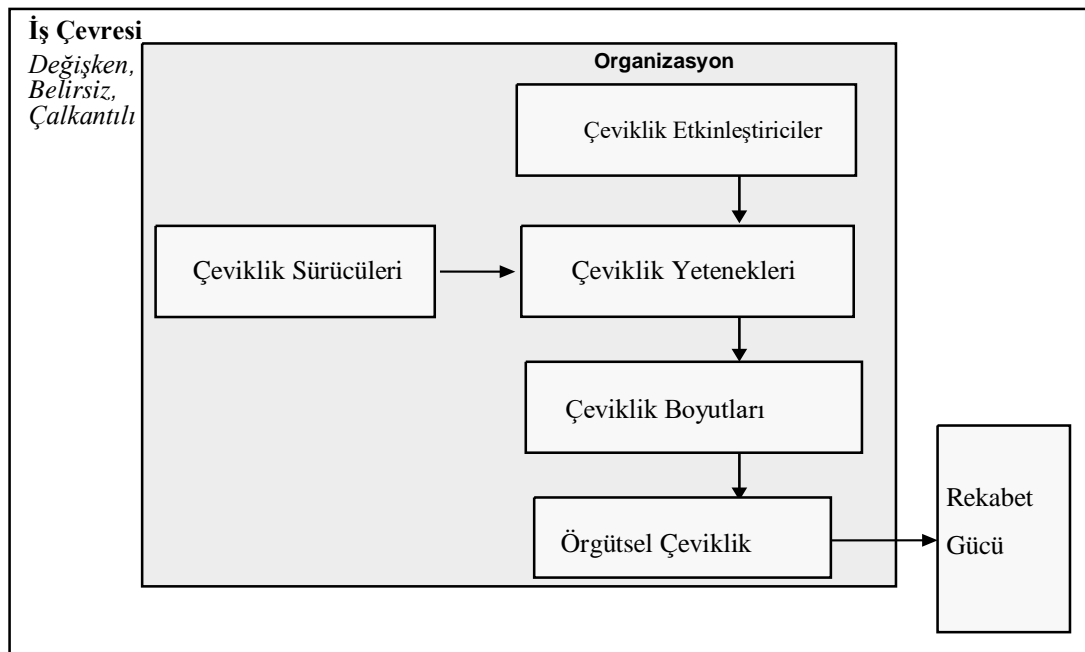 İş Çevresi
Değişken,
Belirsiz,
Çalkantılı
Organizasyon
Çeviklik Etkinleştiriciler
Çeviklik Sürücüleri
Çeviklik Yetenekleri
Çeviklik Boyutları
Örgütsel Çeviklik
Rekabet
Gücü